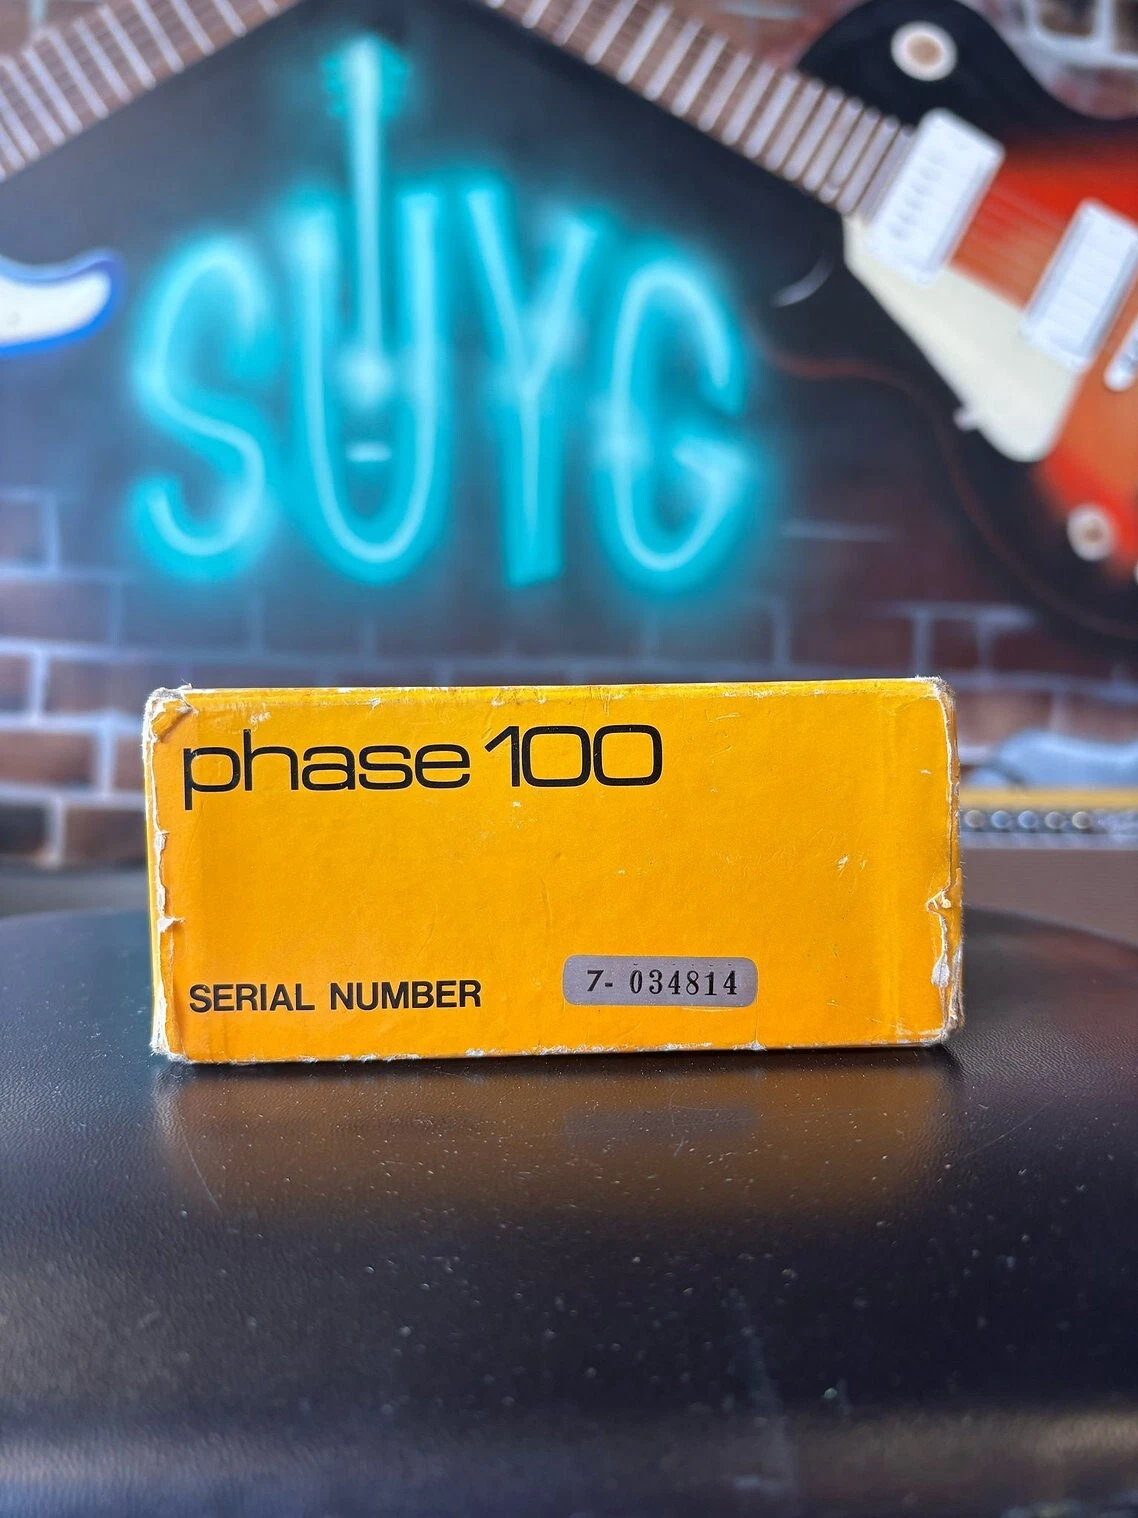 SUYG
phase 100
SERIAL NUMBER 7- 034814